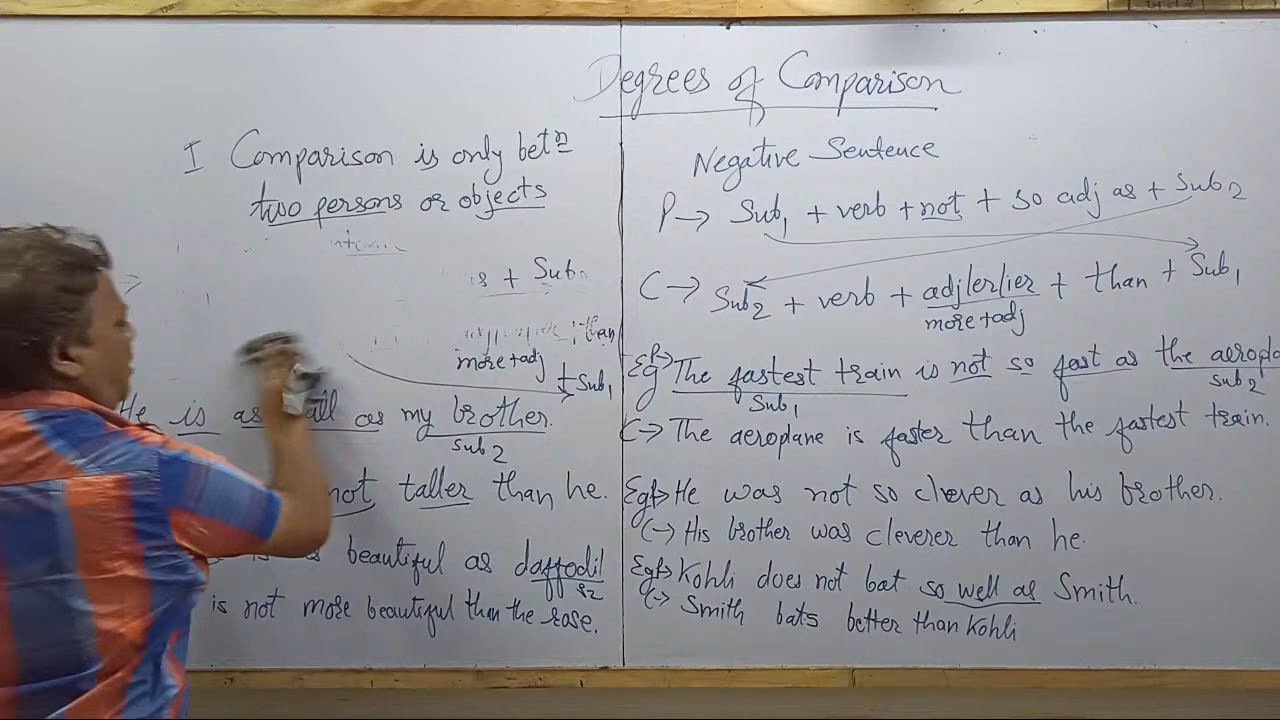 Degrees of Comparison
I Comparison is only betn
two persons or objects
is + Sub
than
more+adj
+Sub1
He is as tall as my brother.
sub2
not taller than he.
beautiful as daffodil
S2
is not more beautiful than the rose.
Negative Sentence
P→ Sub1 + verb + not + so adj as + Sub2
C→ Sub2 + verb + adj/er/ier + than + Sub1
more+adj
Eg P→ The fastest train is not so fast as the aeropla
Sub1 Sub2
C→ The aeroplane is faster than the fastest train.
Eg P→ He was not so clever as his brother.
C→ His brother was cleverer than he.
Eg P→ Kohli does not bat so well as Smith.
C→ Smith bats better than Kohli